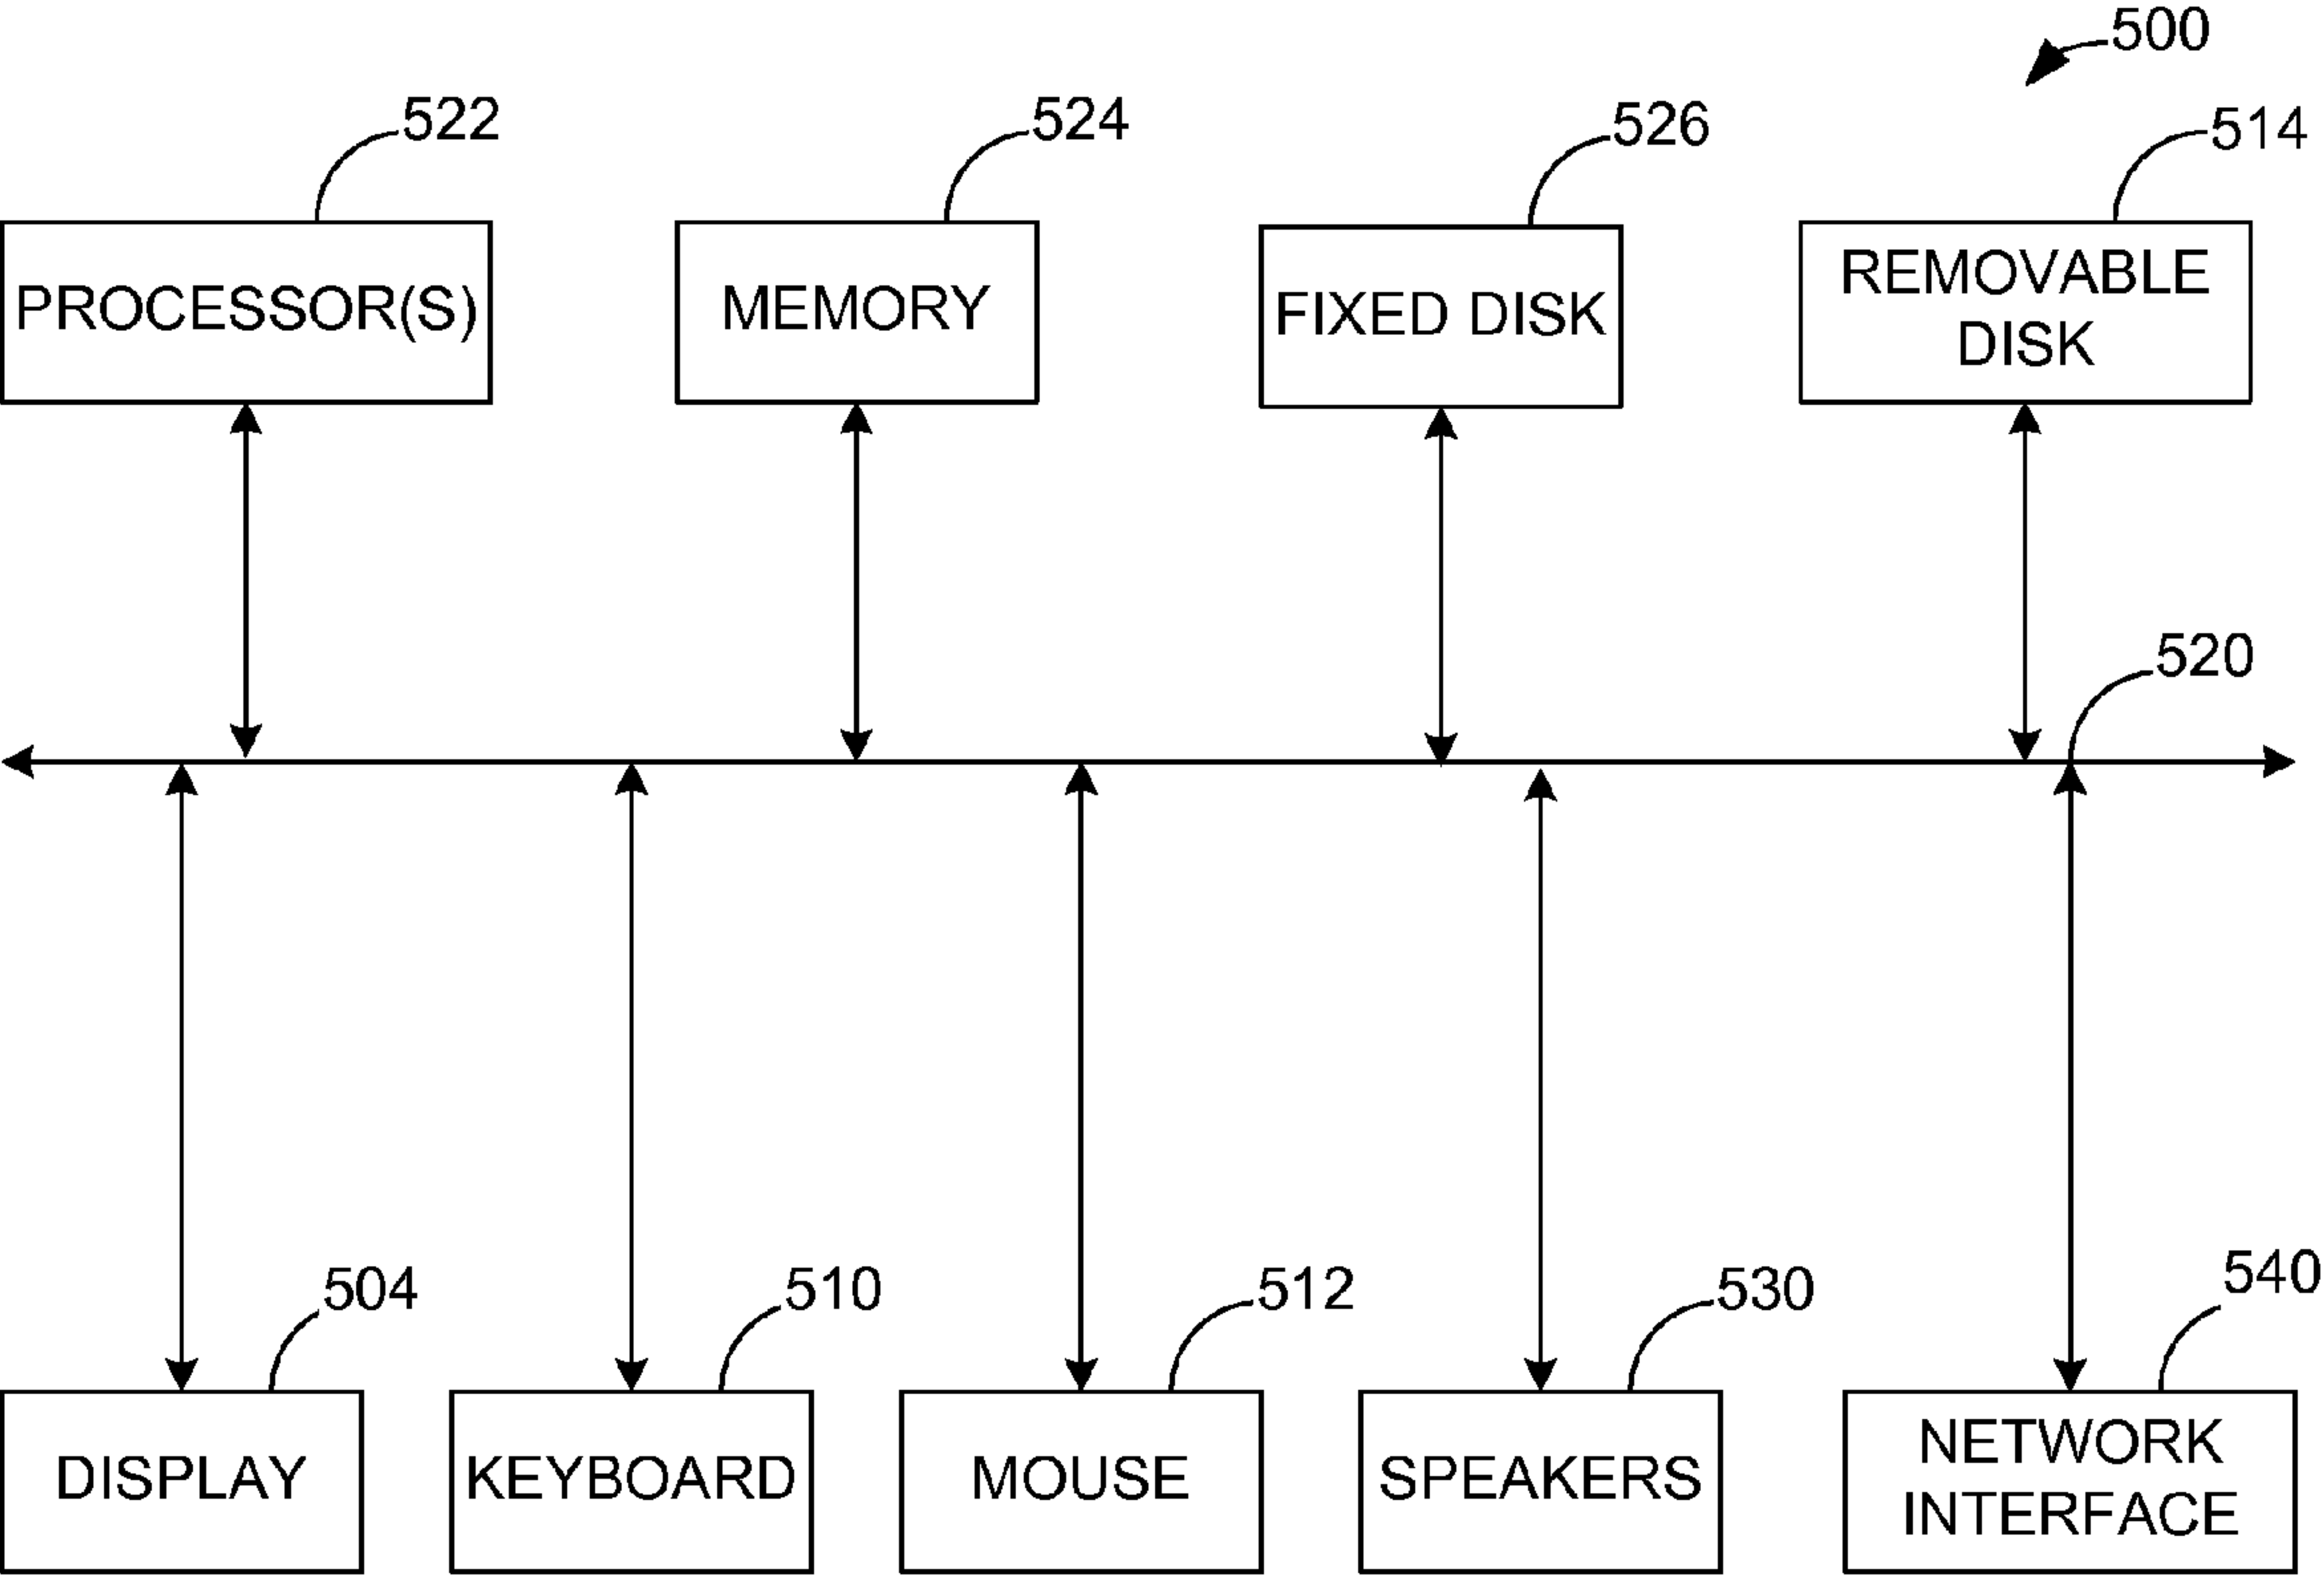 500
522
524
526
514
PROCESSOR(S)
MEMORY
FIXED DISK
REMOVABLE
DISK
520
504
510
512
530
540
DISPLAY
KEYBOARD
MOUSE
SPEAKERS
NETWORK
INTERFACE